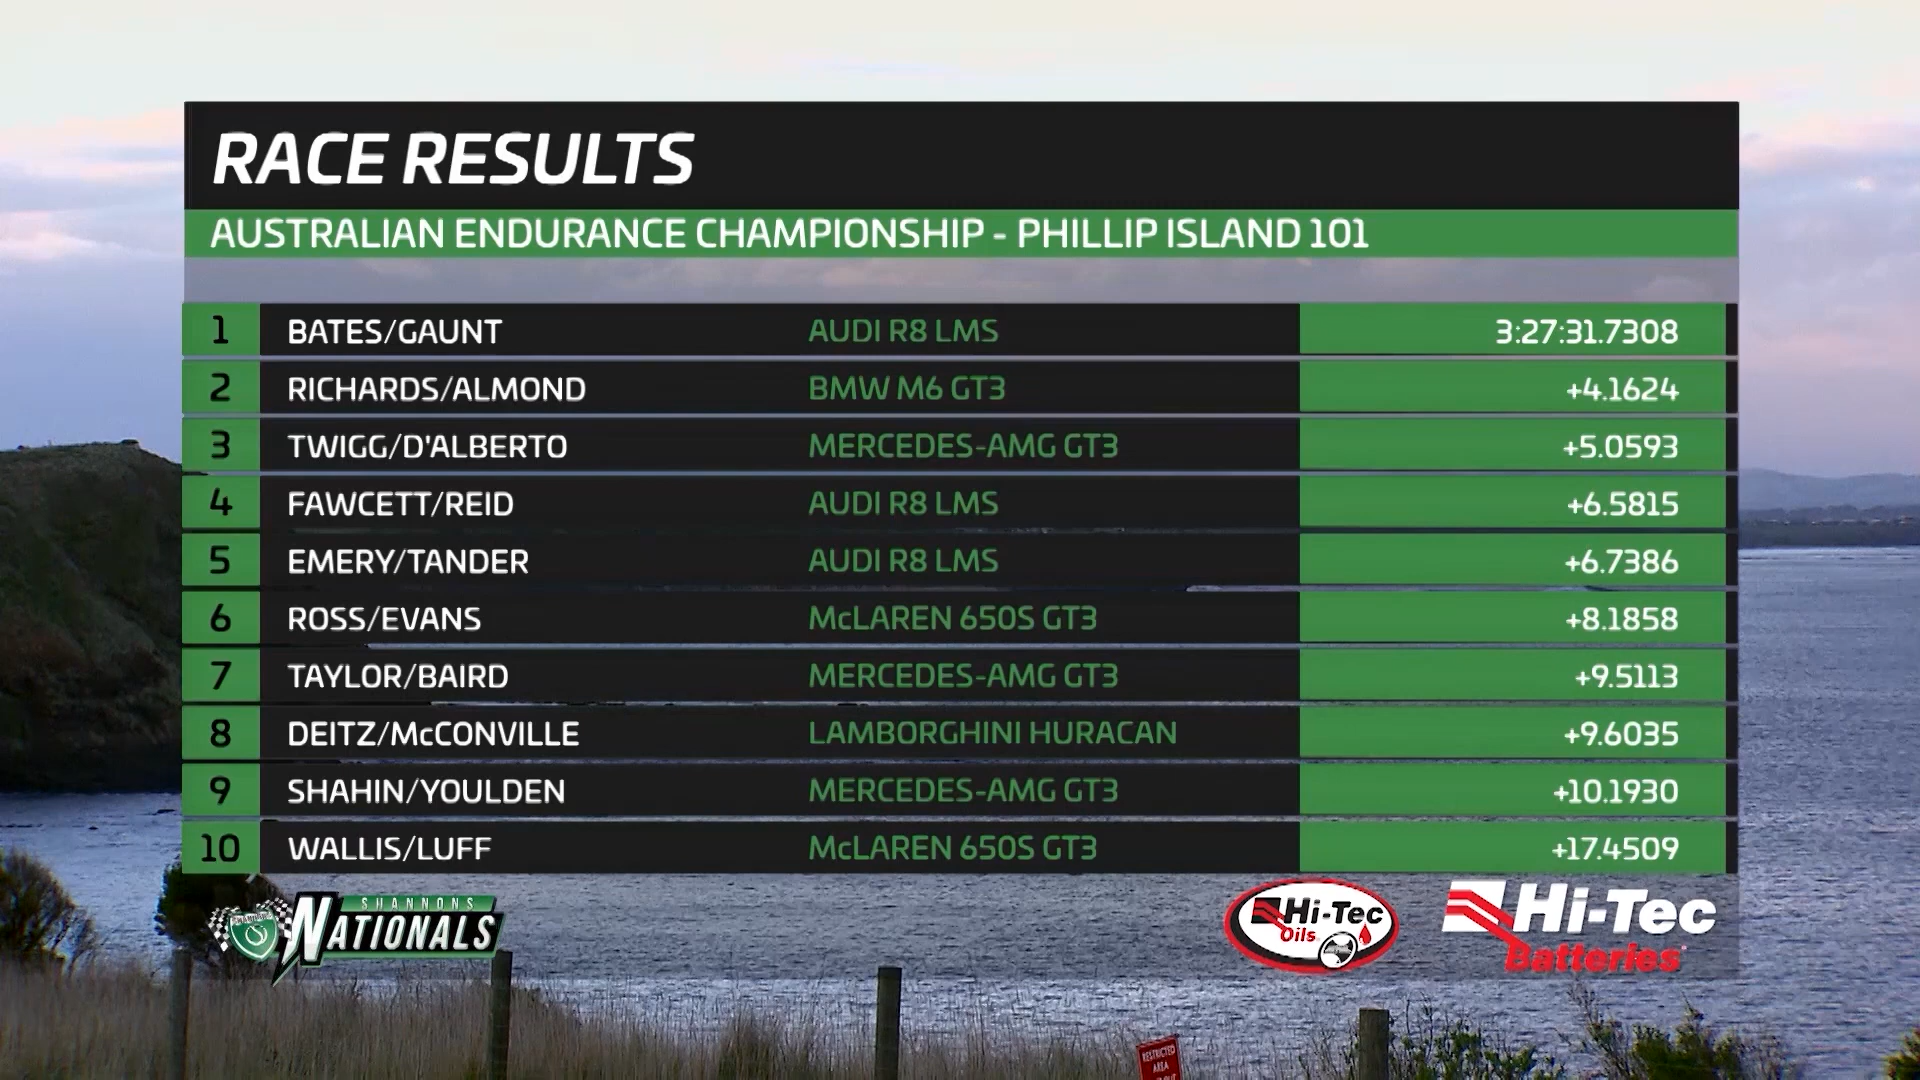 RACE RESULTS
AUSTRALIAN ENDURANCE CHAMPIONSHIP - PHILLIP ISLAND 101
1 BATES/GAUNT AUDI R8 LMS 3:27:31.7308
2 RICHARDS/ALMOND BMW M6 GT3 +4.1624
3 TWIGG/D'ALBERTO MERCEDES-AMG GT3 +5.0593
4 FAWCETT/REID AUDI R8 LMS +6.5815
5 EMERY/TANDER AUDI R8 LMS +6.7386
6 ROSS/EVANS McLAREN 650S GT3 +8.1858
7 TAYLOR/BAIRD MERCEDES-AMG GT3 +9.5113
8 DEITZ/McCONVILLE LAMBORGHINI HURACAN +9.6035
9 SHAHIN/YOULDEN MERCEDES-AMG GT3 +10.1930
10 WALLIS/LUFF McLAREN 650S GT3 +17.4509
SHANNONS
SHANNONS
NATIONALS
Hi-Tec
Oils
Hi-Tec
Batteries
RESTRICTED
AREA